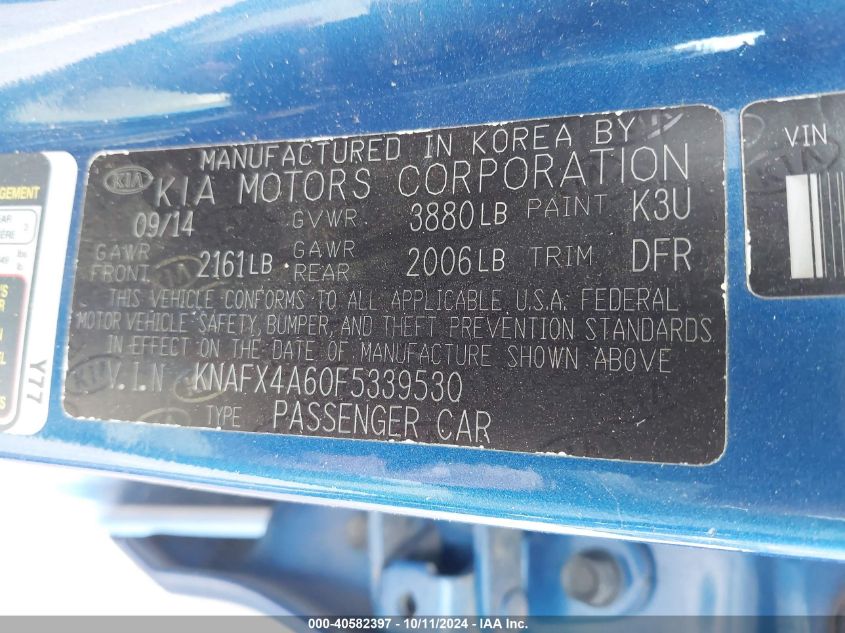 MANUFACTURED IN KOREA BY
KIA KIA MOTORS CORPORATION
09/14 GVWR 3880LB PAINT K3U
GAWR FRONT 2161LB GAWR REAR 2006LB TRIM DFR
THIS VEHICLE CONFORMS TO ALL APPLICABLE U.S.A. FEDERAL
MOTOR VEHICLE SAFETY, BUMPER, AND THEFT PREVENTION STANDARDS
IN EFFECT ON THE DATE OF MANUFACTURE SHOWN ABOVE.
V.I.N KNAFX4A60F5339530
TYPE PASSENGER CAR
VIN
Y77
000-40582397 - 10/11/2024 - IAA Inc.